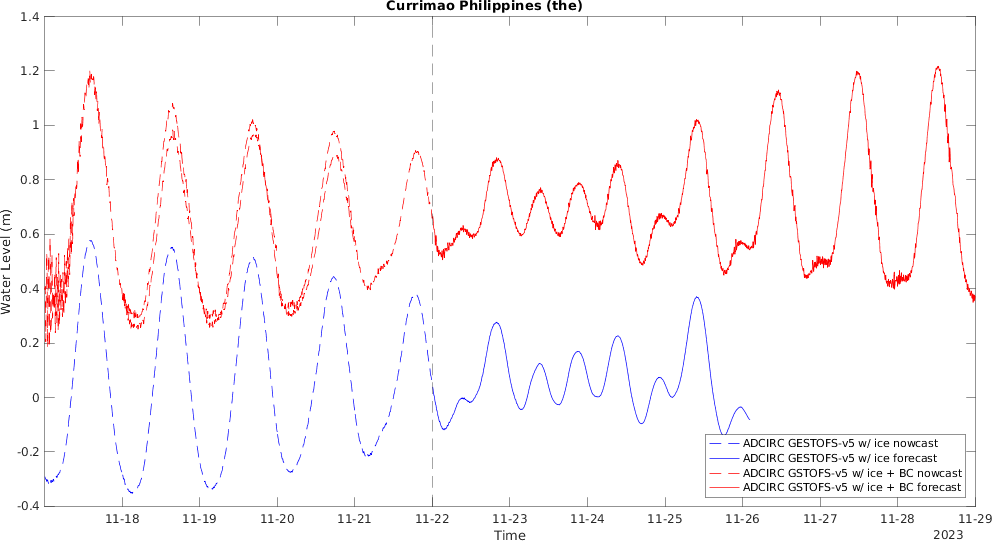 Currimao Philippines (the)
Water Level (m)
1.4
1.2
1
0.8
0.6
0.4
0.2
0
-0.2
-0.4
ADCIRC GESTOFS-v5 w/ ice nowcast
ADCIRC GESTOFS-v5 w/ ice forecast
ADCIRC GSTOFS-v5 w/ ice + BC nowcast
ADCIRC GSTOFS-v5 w/ ice + BC forecast
11-18 11-19 11-20 11-21 11-22 11-23 11-24 11-25 11-26 11-27 11-28 11-29
Time
2023